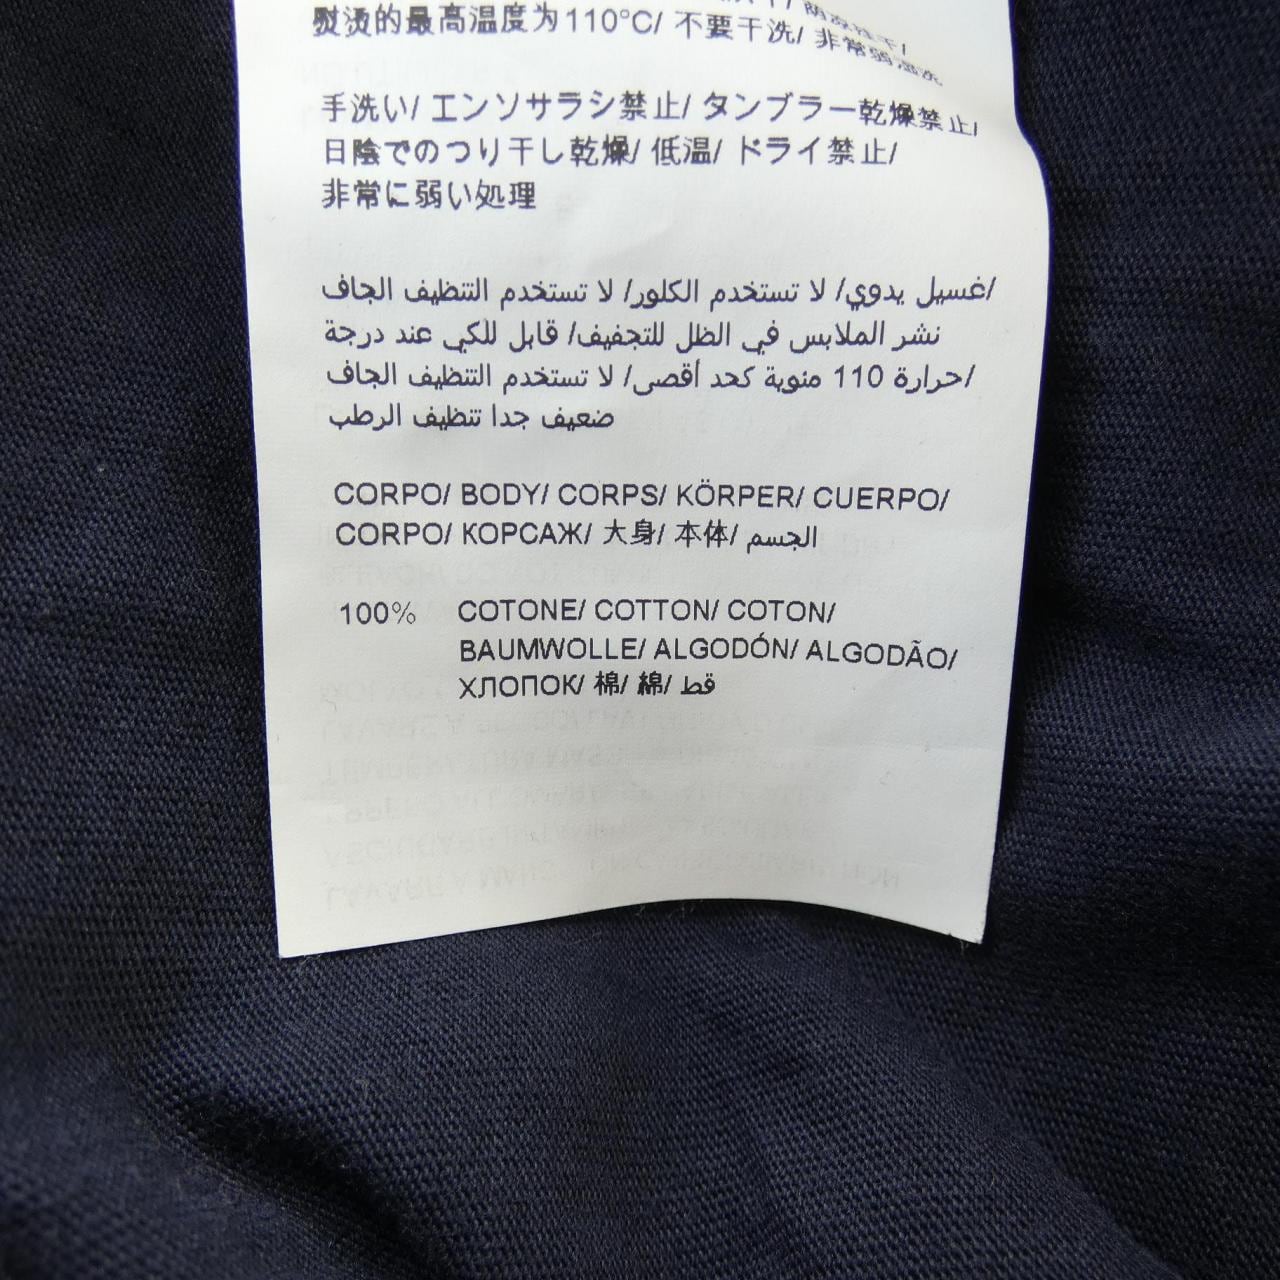 熨烫的最高温度为110°C/ 不要干洗/ 非常弱湿洗
手洗い/ エンソサラシ禁止/ タンブラー乾燥禁止/
日陰でのつり干し乾燥/ 低温/ ドライ禁止/
非常に弱い処理
غسيل يدوي/ لا تستخدم الكلور/ لا تستخدم التنظيف الجاف/
نشر الملابس في الظل للتجفيف/ قابل للكي عند درجة
حرارة 110 مئوية كحد أقصى/ لا تستخدم التنظيف الجاف/
ضعيف جدا تنظيف الرطب
CORPO/ BODY/ CORPS/ KÖRPER/ CUERPO/
CORPO/ КОРСАЖ/ 大身/ 本体/ الجسم
100% COTONE/ COTTON/ COTON/
BAUMWOLLE/ ALGODÓN/ ALGODÃO/
ХЛОПОК/ 棉/ 綿/ قط